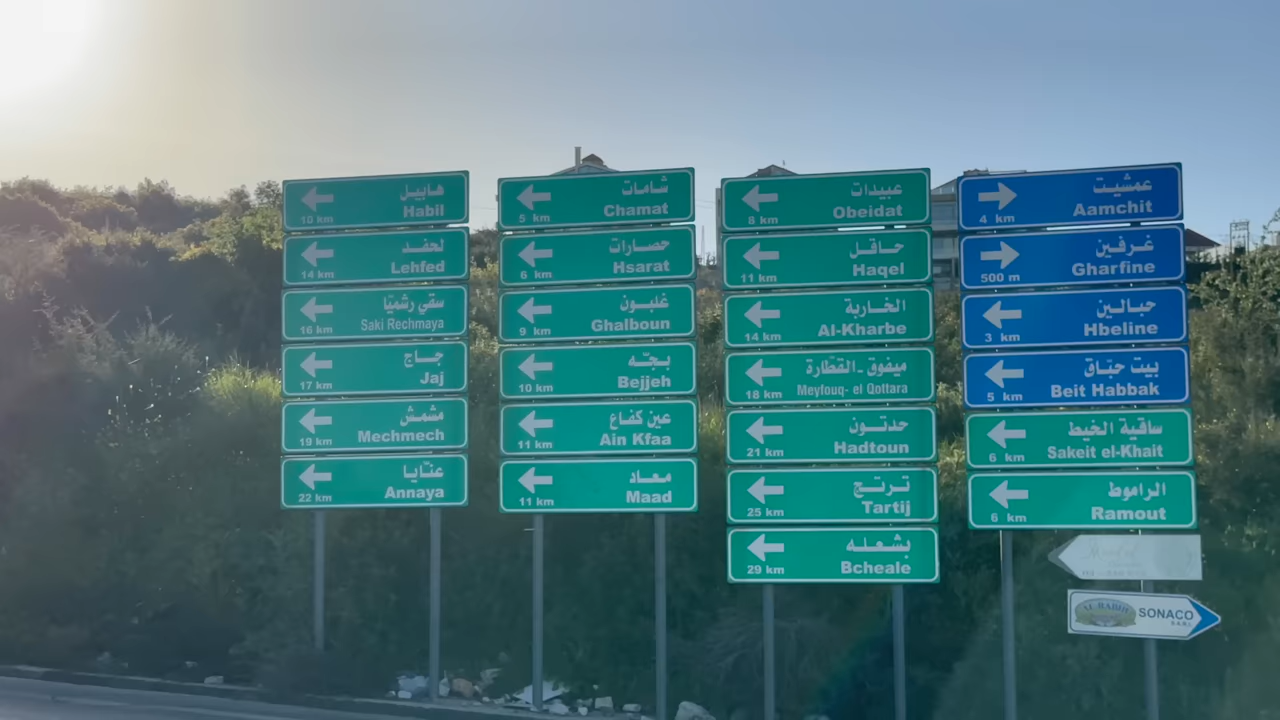 هابيل
Habil
10 km
لحفد
Lehfed
14 km
سقي رشميّا
Saki Rechmaya
16 km
جاج
Jaj
17 km
مشمش
Mechmech
19 km
عنّايا
Annaya
22 km
شامات
Chamat
5 km
حصارات
Hsarat
6 km
غلبون
Ghalboun
9 km
بجّه
Bejjeh
10 km
عين كفاع
Ain Kfaa
11 km
معاد
Maad
11 km
عبيدات
Obeidat
8 km
حاقل
Haqel
11 km
الخاربة
Al-Kharbe
14 km
ميفوق -القطّارة
Meyfouq- el Qottara
18 km
حدتون
Hadtoun
21 km
ترتج
Tartij
25 km
بشعله
Bcheale
29 km
عمشيت
Aamchit
4 km
غرفين
Gharfine
500 m
حبالين
Hbeline
3 km
بيت حبّاق
Beit Habbak
5 km
ساقية الخيط
Sakeit el-Khait
6 km
الراموط
Ramout
6 km
AL RABIH
SONACO
SARL